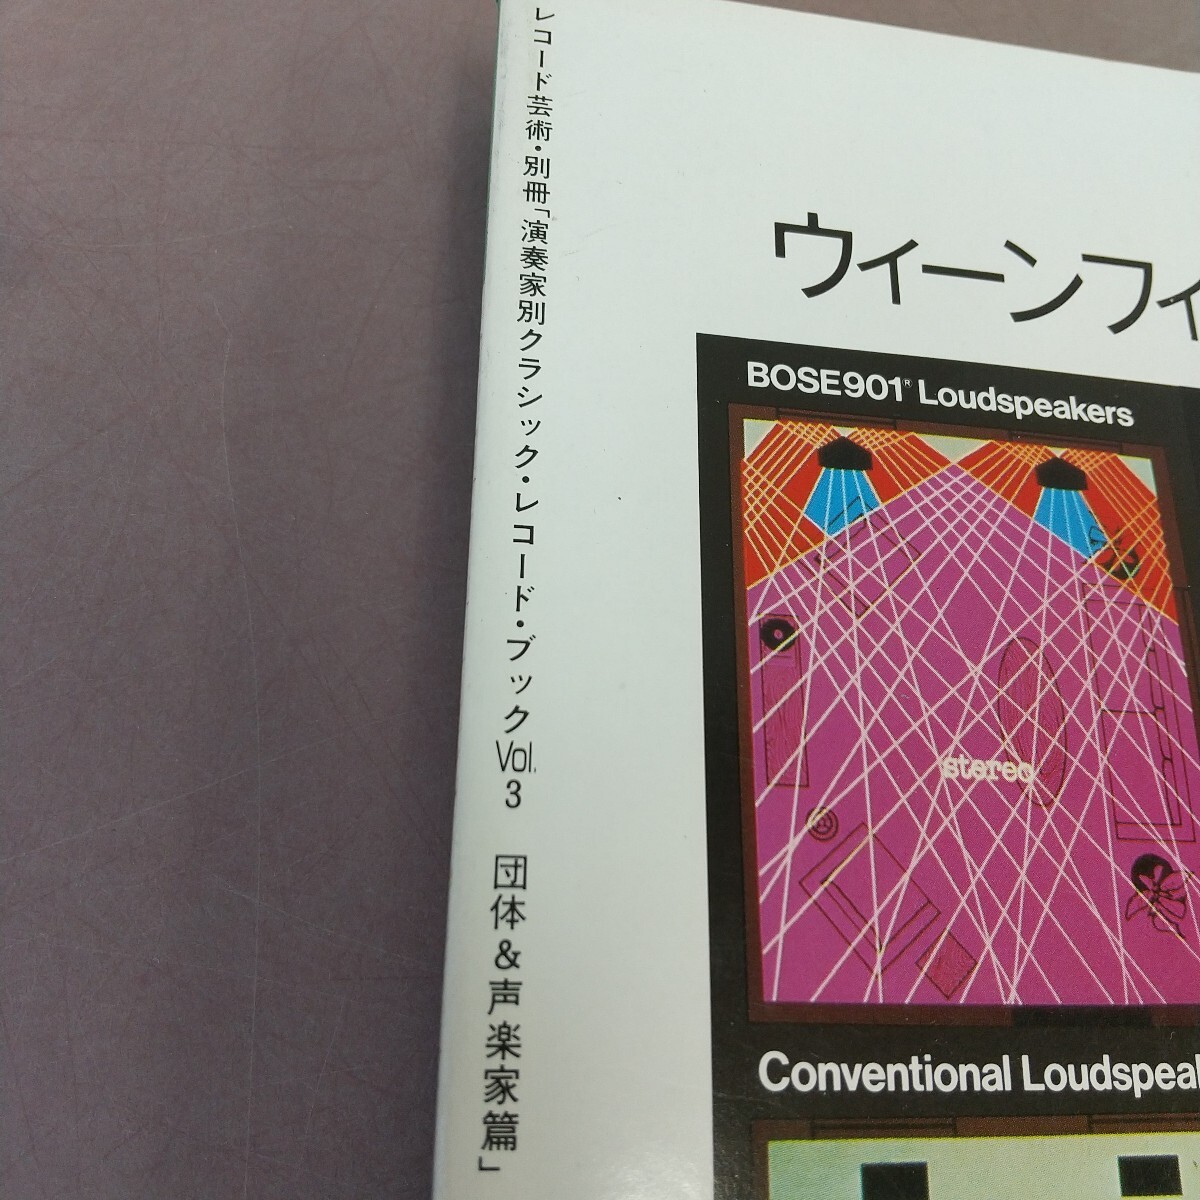 レコード芸術・別冊「演奏家別クラシック・レコード・ブックVol.3 団体&声楽家篇」
ウィーンフィ
BOSE901® Loudspeakers
stereo
Conventional Loudspeak